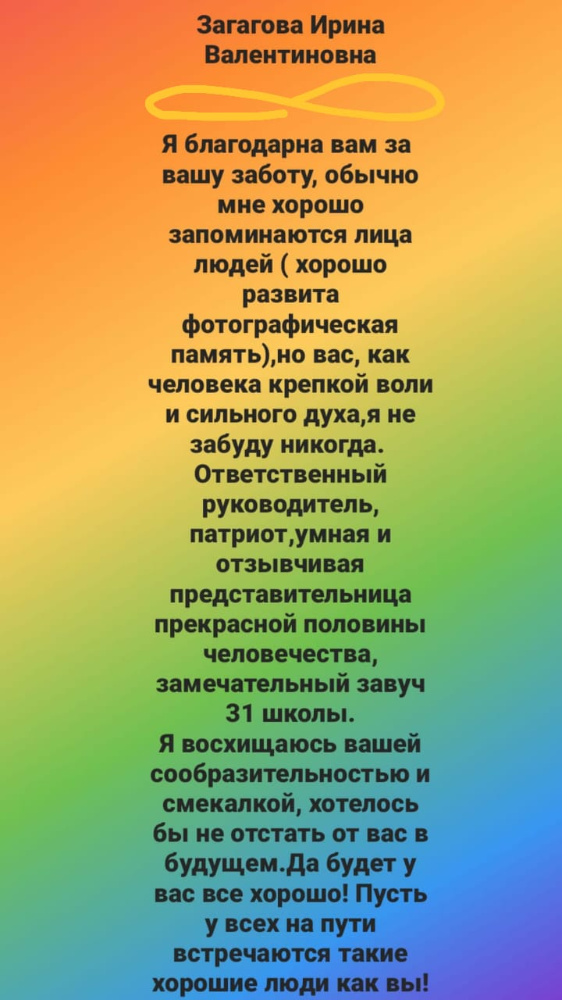 Загагова Ирина
Валентиновна
Я благодарна вам за
вашу заботу, обычно
мне хорошо
запоминаются лица
людей ( хорошо
развита
фотографическая
память),но вас, как
человека крепкой воли
и сильного духа,я не
забуду никогда.
Ответственный
руководитель,
патриот,умная и
отзывчивая
представительница
прекрасной половины
человечества,
замечательный завуч
31 школы.
Я восхищаюсь вашей
сообразительностью и
смекалкой, хотелось
бы не отстать от вас в
будущем.Да будет у
вас все хорошо! Пусть
у всех на пути
встречаются такие
хорошие люди как вы!